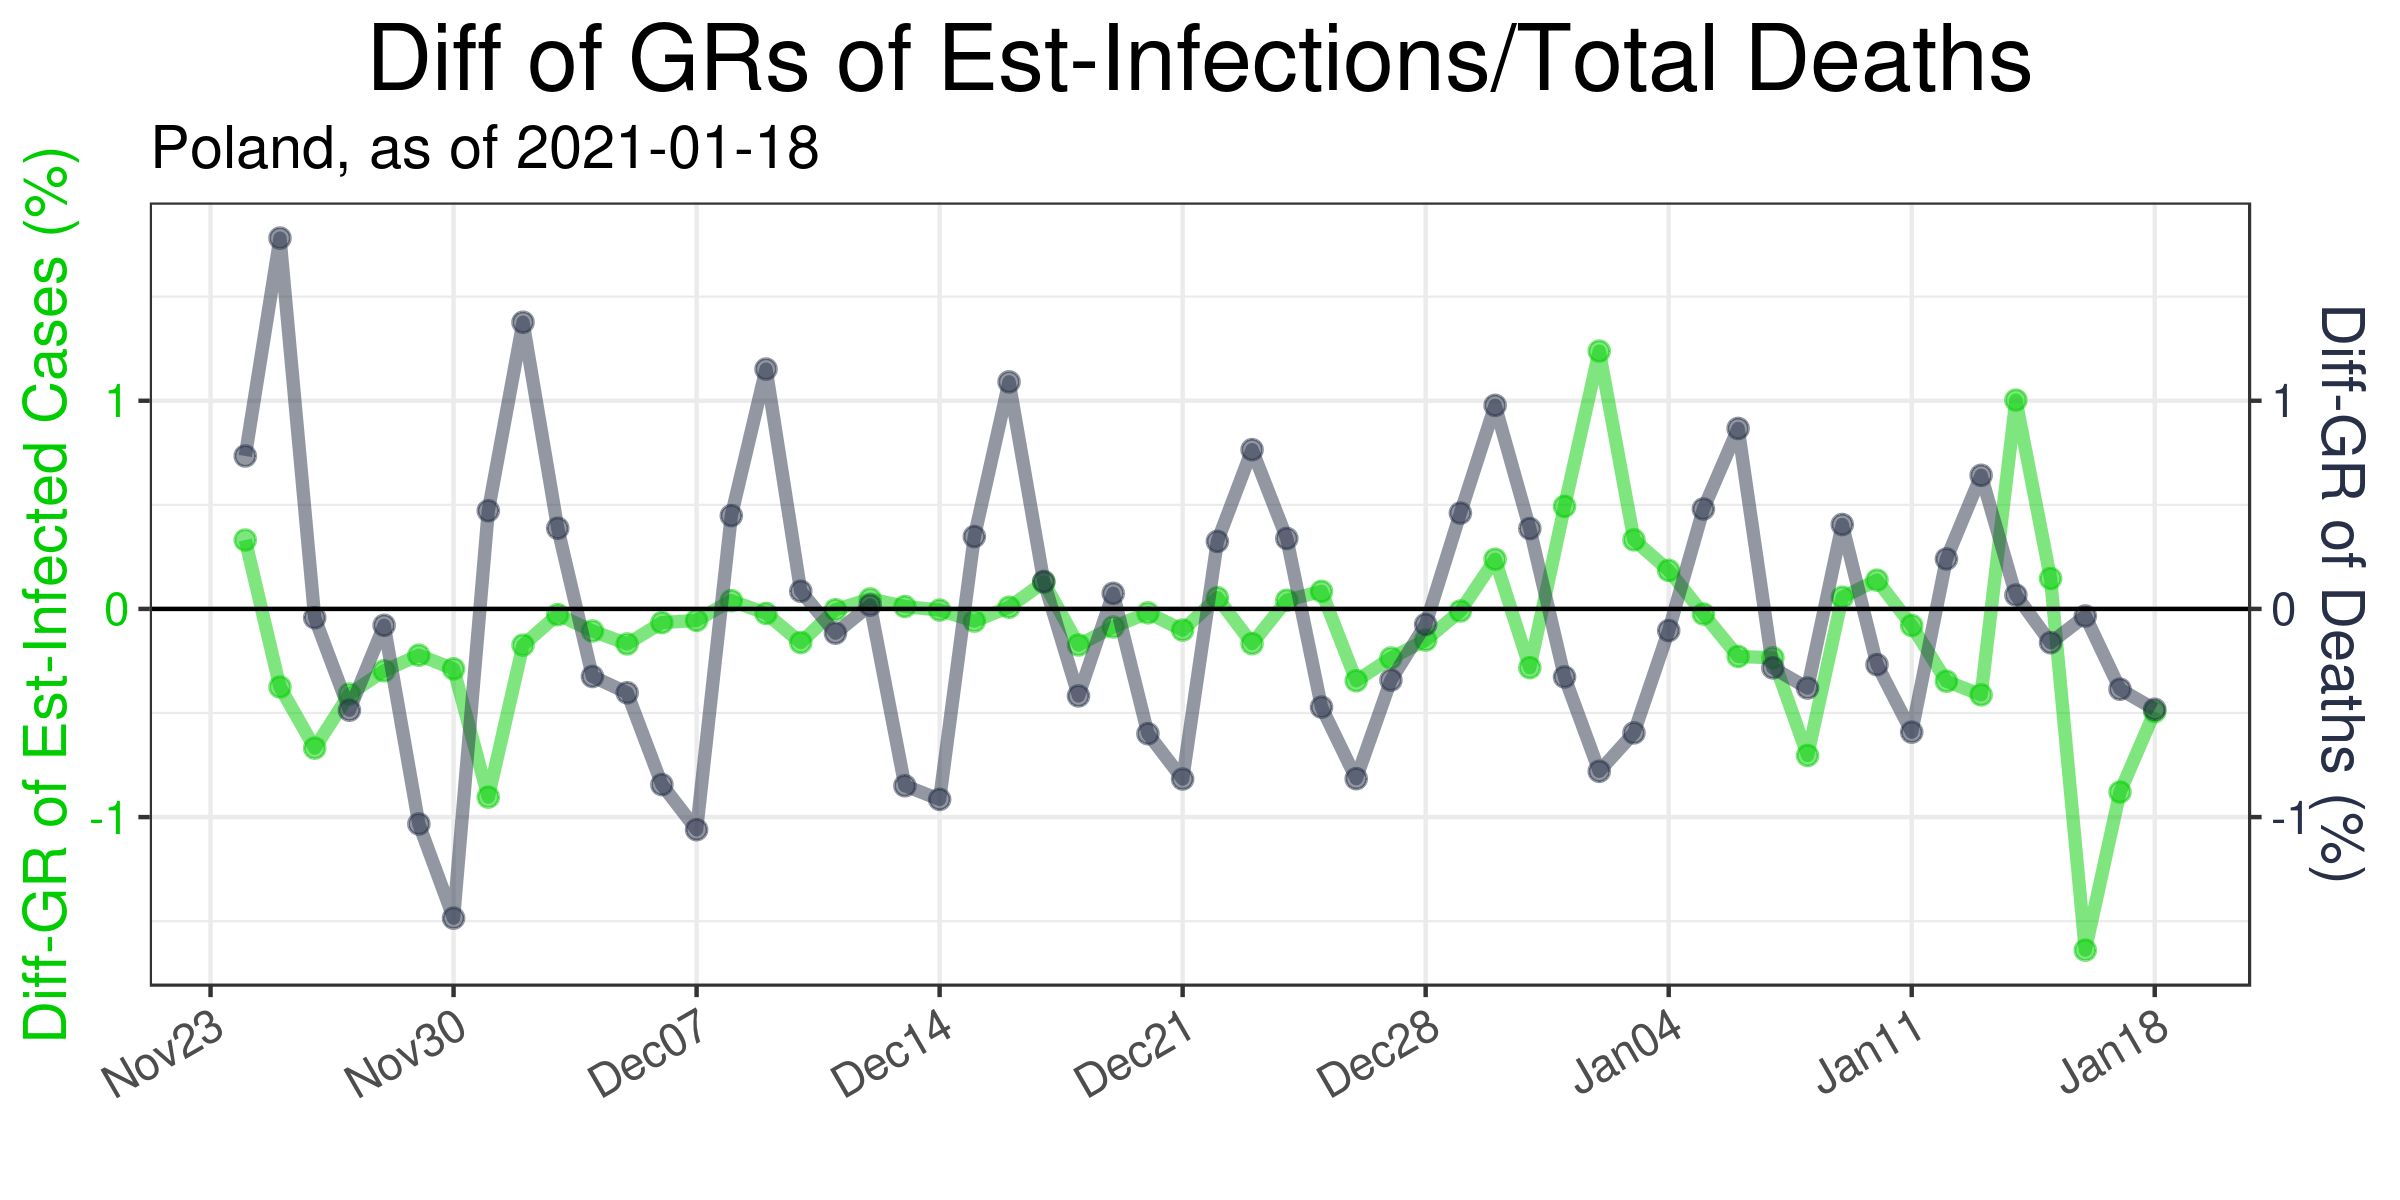 Diff of GRs of Est-Infections/Total Deaths
Poland, as of 2021-01-18
Diff-GR of Est-Infected Cases (%)
1
0
-1
1
0
-1
Diff-GR of Deaths (%)
Nov23
Nov30
Dec07
Dec14
Dec21
Dec28
Jan04
Jan11
Jan18